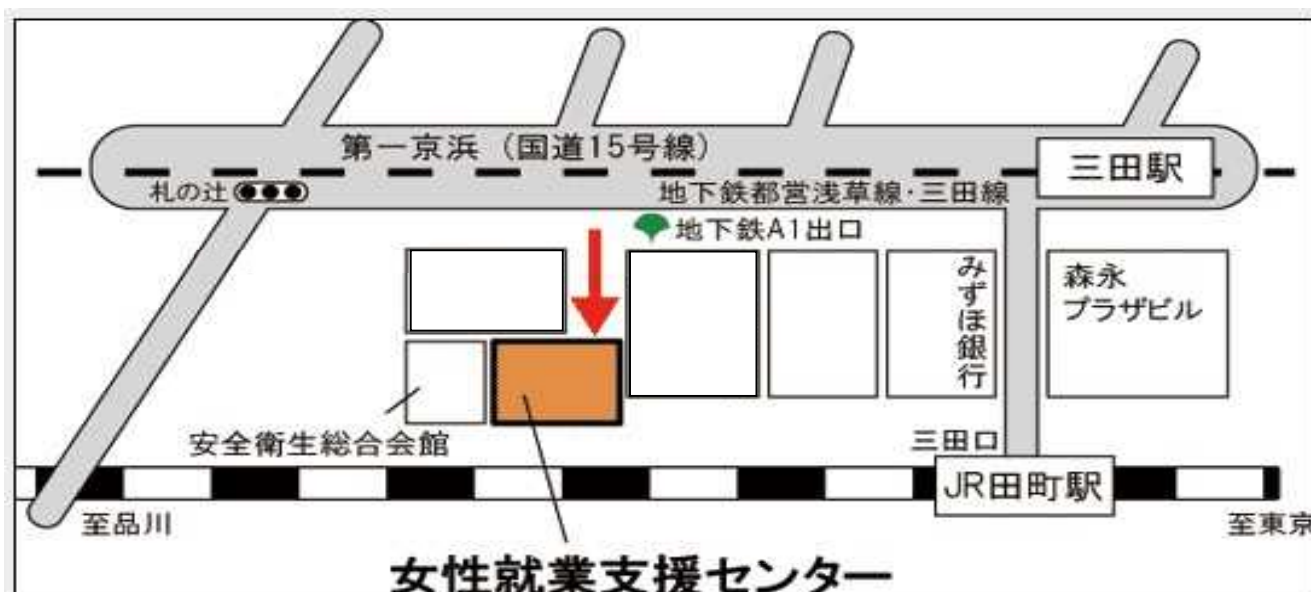 第一京浜（国道15号線）
三田駅
札の辻
地下鉄都営浅草線・三田線
地下鉄A1出口
みずほ銀行
森永
プラザビル
安全衛生総合会館
三田口
JR田町駅
至品川
至東京
女性就業支援センター